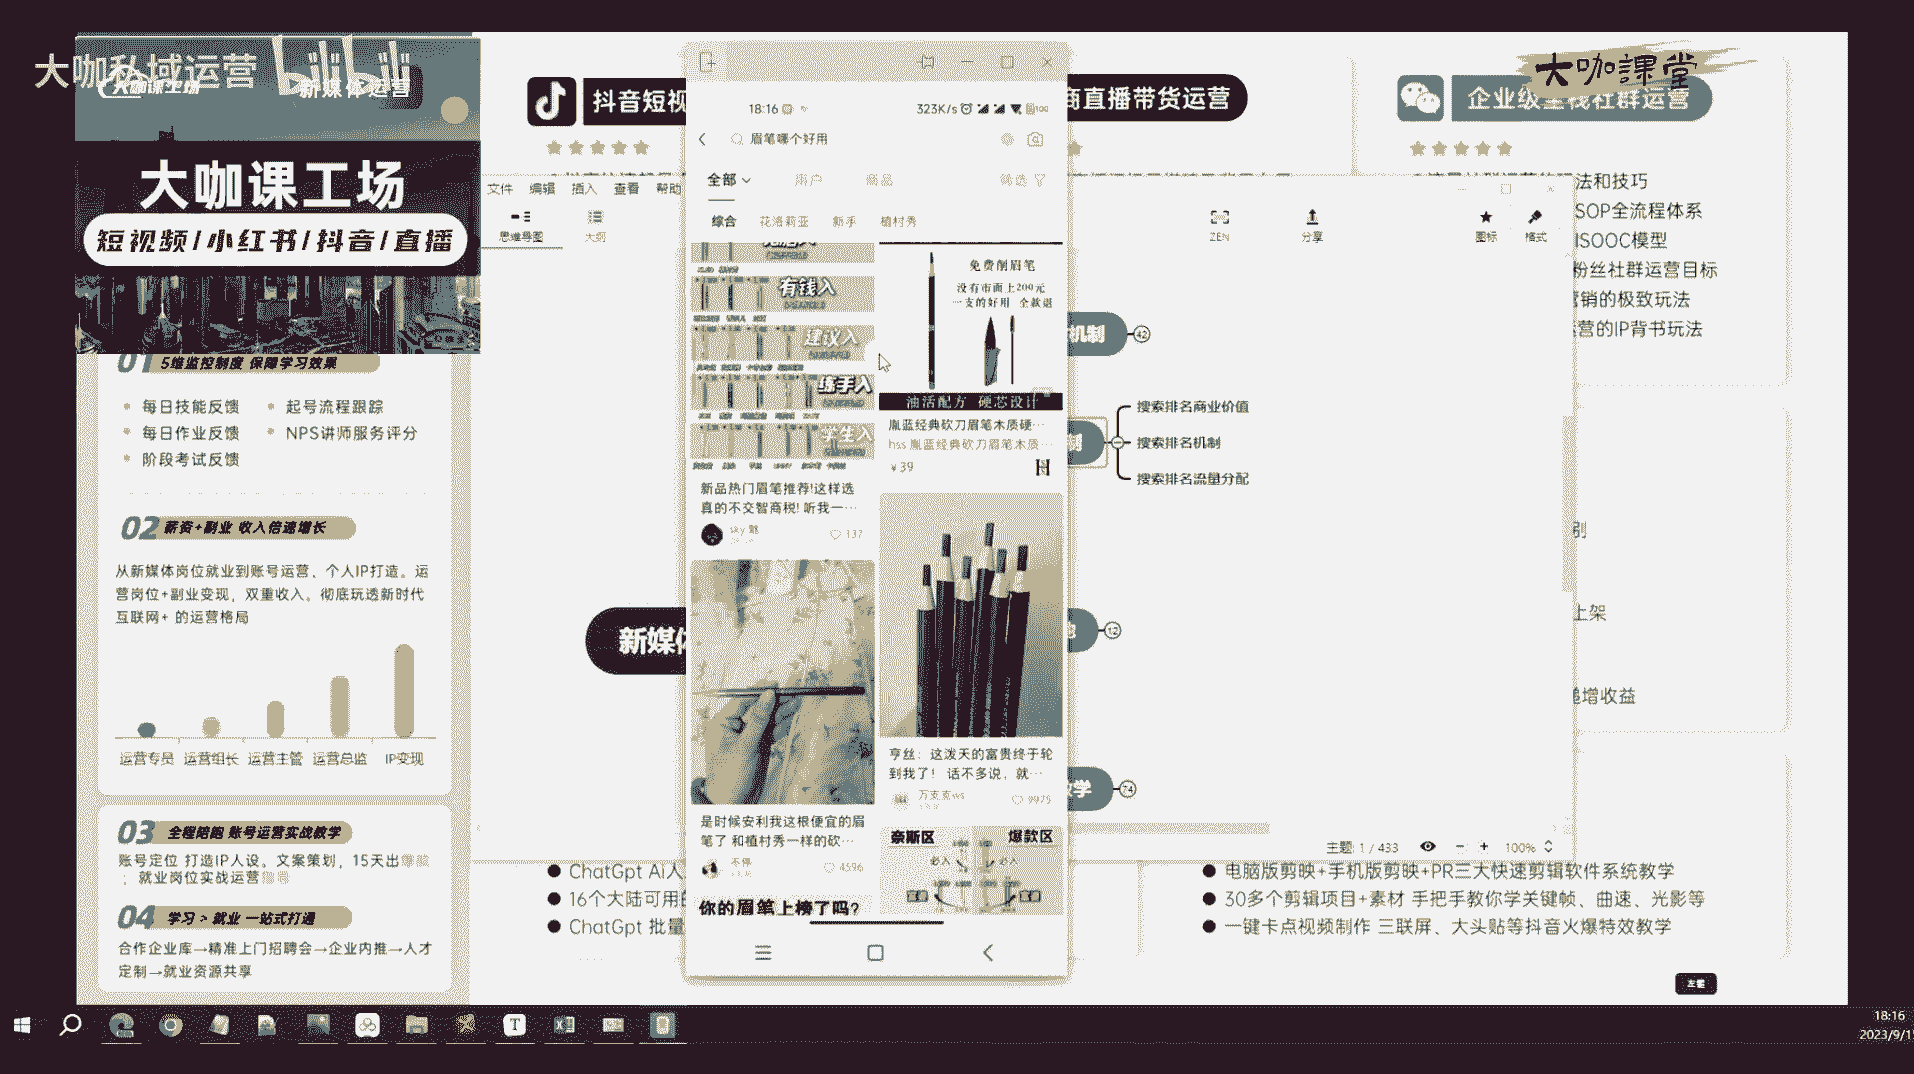 大咖私域运营
bilibili
大咖课工场
新媒体运营
大咖课工场
短视频/小红书/抖音/直播
01 5维监控制度 保障学习效果
每日技能反馈
起号流程跟踪
每日作业反馈
NPS讲师服务评分
阶段考试反馈
02 薪资+副业 收入倍速增长
从新媒体岗位就业到账号运营、个人IP打造。运
营岗位+副业变现，双重收入。彻底玩透新时代
互联网+ 的运营格局
运营专员 运营组长 运营主管 运营总监 IP变现
03 全程陪跑 账号运营实战教学
账号定位 打造IP人设。文案策划，15天出
就业岗位实战运营
04 学习 > 就业 一站式打通
合作企业库→精准上门招聘会→企业内推→人才
定制→就业资源共享
抖音短视
商直播带货运营
大咖課堂
企业级全栈社群运营
法和技巧
SOP全流程体系
ISOOC模型
粉丝社群运营目标
营销的极致玩法
运营的IP背书玩法
别
上架
递增收益
文件 编辑 插入 查看 帮助
思维导图
大纲
ZEN
分享
图标
格式
机制 42
制
搜索排名商业价值
搜索排名机制
搜索排名流量分配
新媒体
12
教学 74
主题: 1 / 433
100%
18:16
323K/s
100
眉笔哪个好用
全部 用户 商品 筛选
综合 花洛莉亚 新手 植村秀
有钱入
建议入
练手入
学生入
新品热门眉笔推荐!这样选
真的不交智商税! 听我一…
sky
137
免费削眉笔
没有市面上200元
一支的好用 全款退
油活配方 硬芯设计
胤蓝经典砍刀眉笔木质硬…
hss 胤蓝经典砍刀眉笔木质…
¥39
是时候安利我这根便宜的眉
笔了 和植村秀一样的砍…
不停
4596
亨丝：这泼天的富贵终于轮
到我了！ 话不多说，就…
万支克ws
9975
奈斯区
爆款区
必入
必入
你的眉笔上榜了吗?
ChatGpt AI人
16个大陆可用的
ChatGpt 批量
电脑版剪映+手机版剪映+PR三大快速剪辑软件系统教学
30多个剪辑项目+素材 手把手教你学关键帧、曲速、光影等
一键卡点视频制作 三联屏、大头贴等抖音火爆特效教学
左键
18:16
2023/9/1